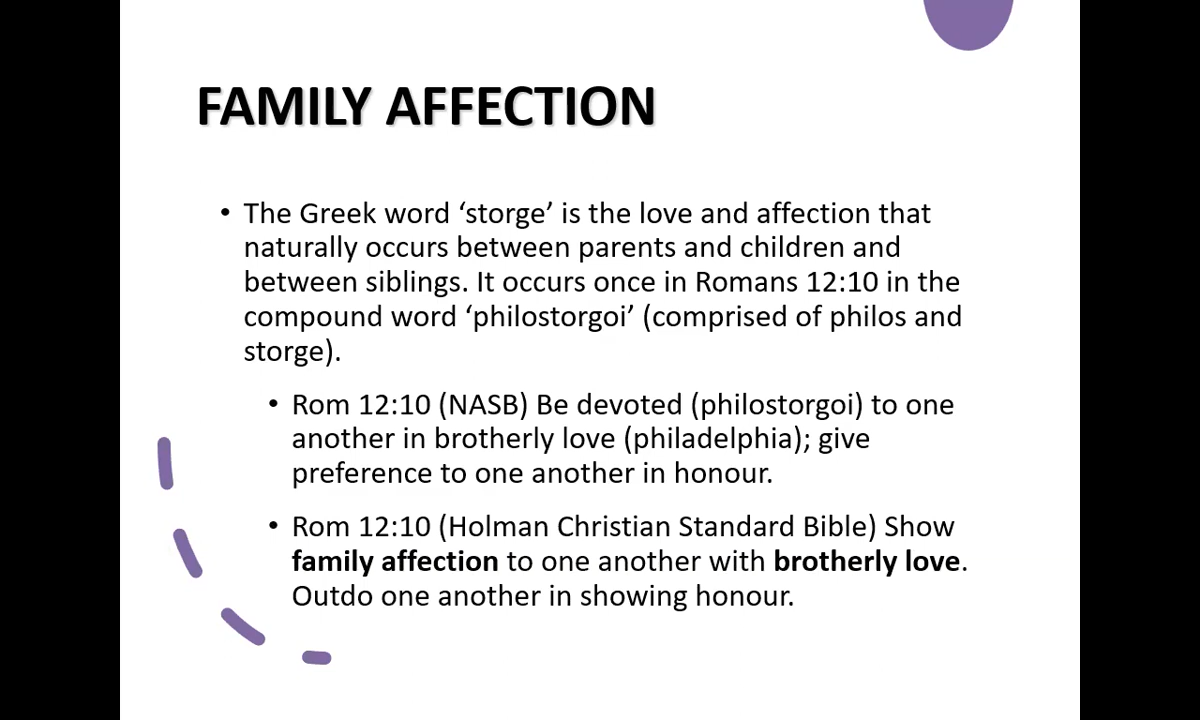 FAMILY AFFECTION
• The Greek word ‘storge’ is the love and affection that
naturally occurs between parents and children and
between siblings. It occurs once in Romans 12:10 in the
compound word ‘philostorgoi’ (comprised of philos and
storge).
• Rom 12:10 (NASB) Be devoted (philostorgoi) to one
another in brotherly love (philadelphia); give
preference to one another in honour.
• Rom 12:10 (Holman Christian Standard Bible) Show
family affection to one another with brotherly love.
Outdo one another in showing honour.